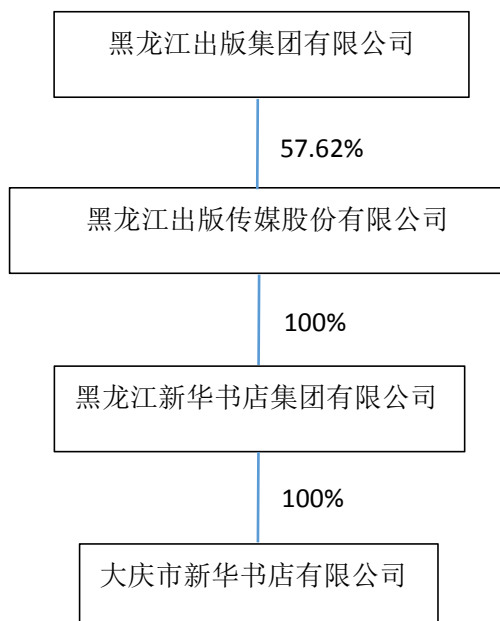 黑龙江出版集团有限公司
57.62%
黑龙江出版传媒股份有限公司
100%
黑龙江新华书店集团有限公司
100%
大庆市新华书店有限公司